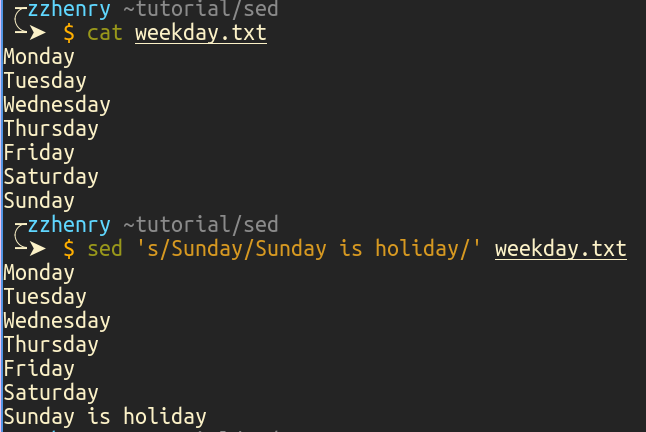 zzhenry ~tutorial/sed
➤ $ cat weekday.txt
Monday
Tuesday
Wednesday
Thursday
Friday
Saturday
Sunday
zzhenry ~tutorial/sed
➤ $ sed 's/Sunday/Sunday is holiday/' weekday.txt
Monday
Tuesday
Wednesday
Thursday
Friday
Saturday
Sunday is holiday